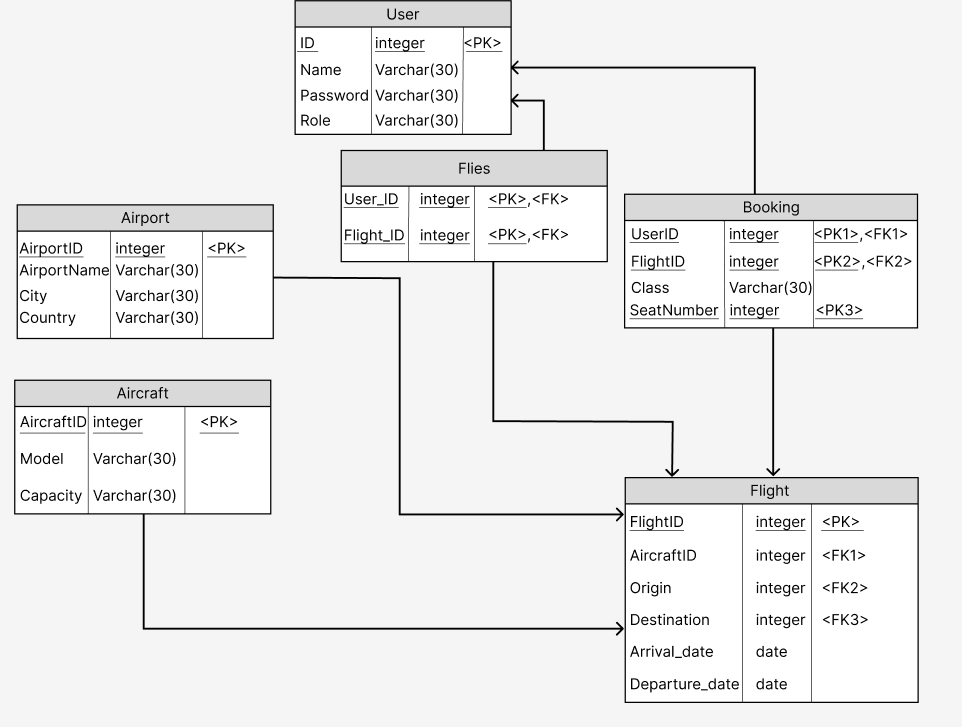 User
ID integer <PK>
Name Varchar(30)
Password Varchar(30)
Role Varchar(30)
Flies
User_ID integer <PK>,<FK>
Flight_ID integer <PK>,<FK>
Booking
UserID integer <PK1>,<FK1>
FlightID integer <PK2>,<FK2>
Class Varchar(30)
SeatNumber integer <PK3>
Airport
AirportID integer <PK>
AirportName Varchar(30)
City Varchar(30)
Country Varchar(30)
Aircraft
AircraftID integer <PK>
Model Varchar(30)
Capacity Varchar(30)
Flight
FlightID integer <PK>
AircraftID integer <FK1>
Origin integer <FK2>
Destination integer <FK3>
Arrival_date date
Departure_date date